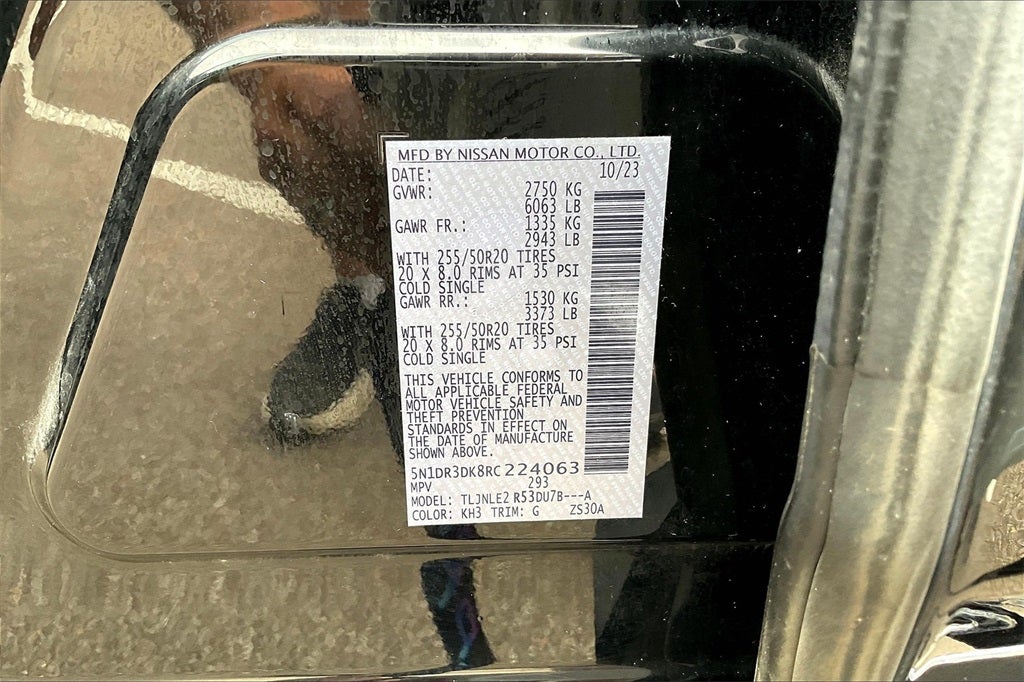 MFD BY NISSAN MOTOR CO., LTD.
DATE: 10/23
GVWR: 2750 KG
6063 LB
GAWR FR.: 1335 KG
2943 LB
WITH 255/50R20 TIRES
20 X 8.0 RIMS AT 35 PSI
COLD SINGLE
GAWR RR.: 1530 KG
3373 LB
WITH 255/50R20 TIRES
20 X 8.0 RIMS AT 35 PSI
COLD SINGLE
THIS VEHICLE CONFORMS TO
ALL APPLICABLE FEDERAL
MOTOR VEHICLE SAFETY AND
THEFT PREVENTION
STANDARDS IN EFFECT ON
THE DATE OF MANUFACTURE
SHOWN ABOVE.
5N1DR3DK8RC224063
MPV 293
MODEL: TLJNLE2 R53DU7B---A
COLOR: KH3 TRIM: G ZS30A